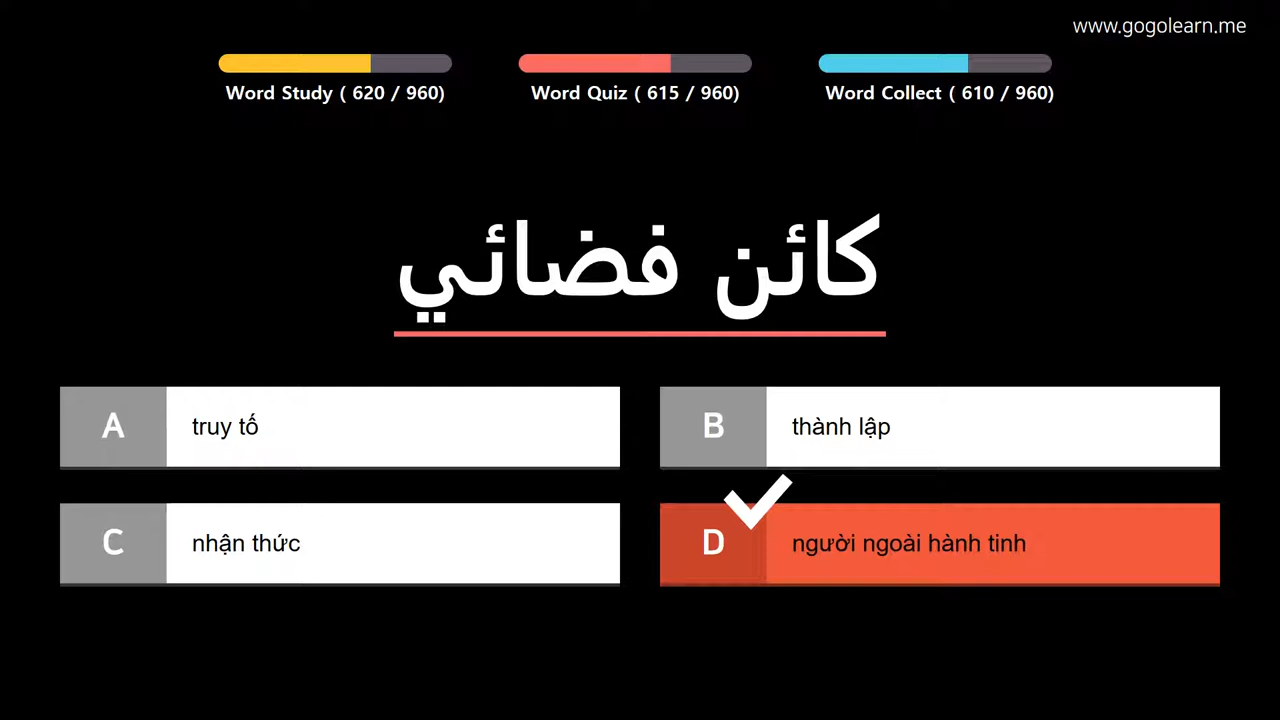 www.gogolearn.me
Word Study ( 620 / 960)
Word Quiz ( 615 / 960)
Word Collect ( 610 / 960)
كائن فضائي
A truy tố
B thành lập
C nhận thức
D người ngoài hành tinh